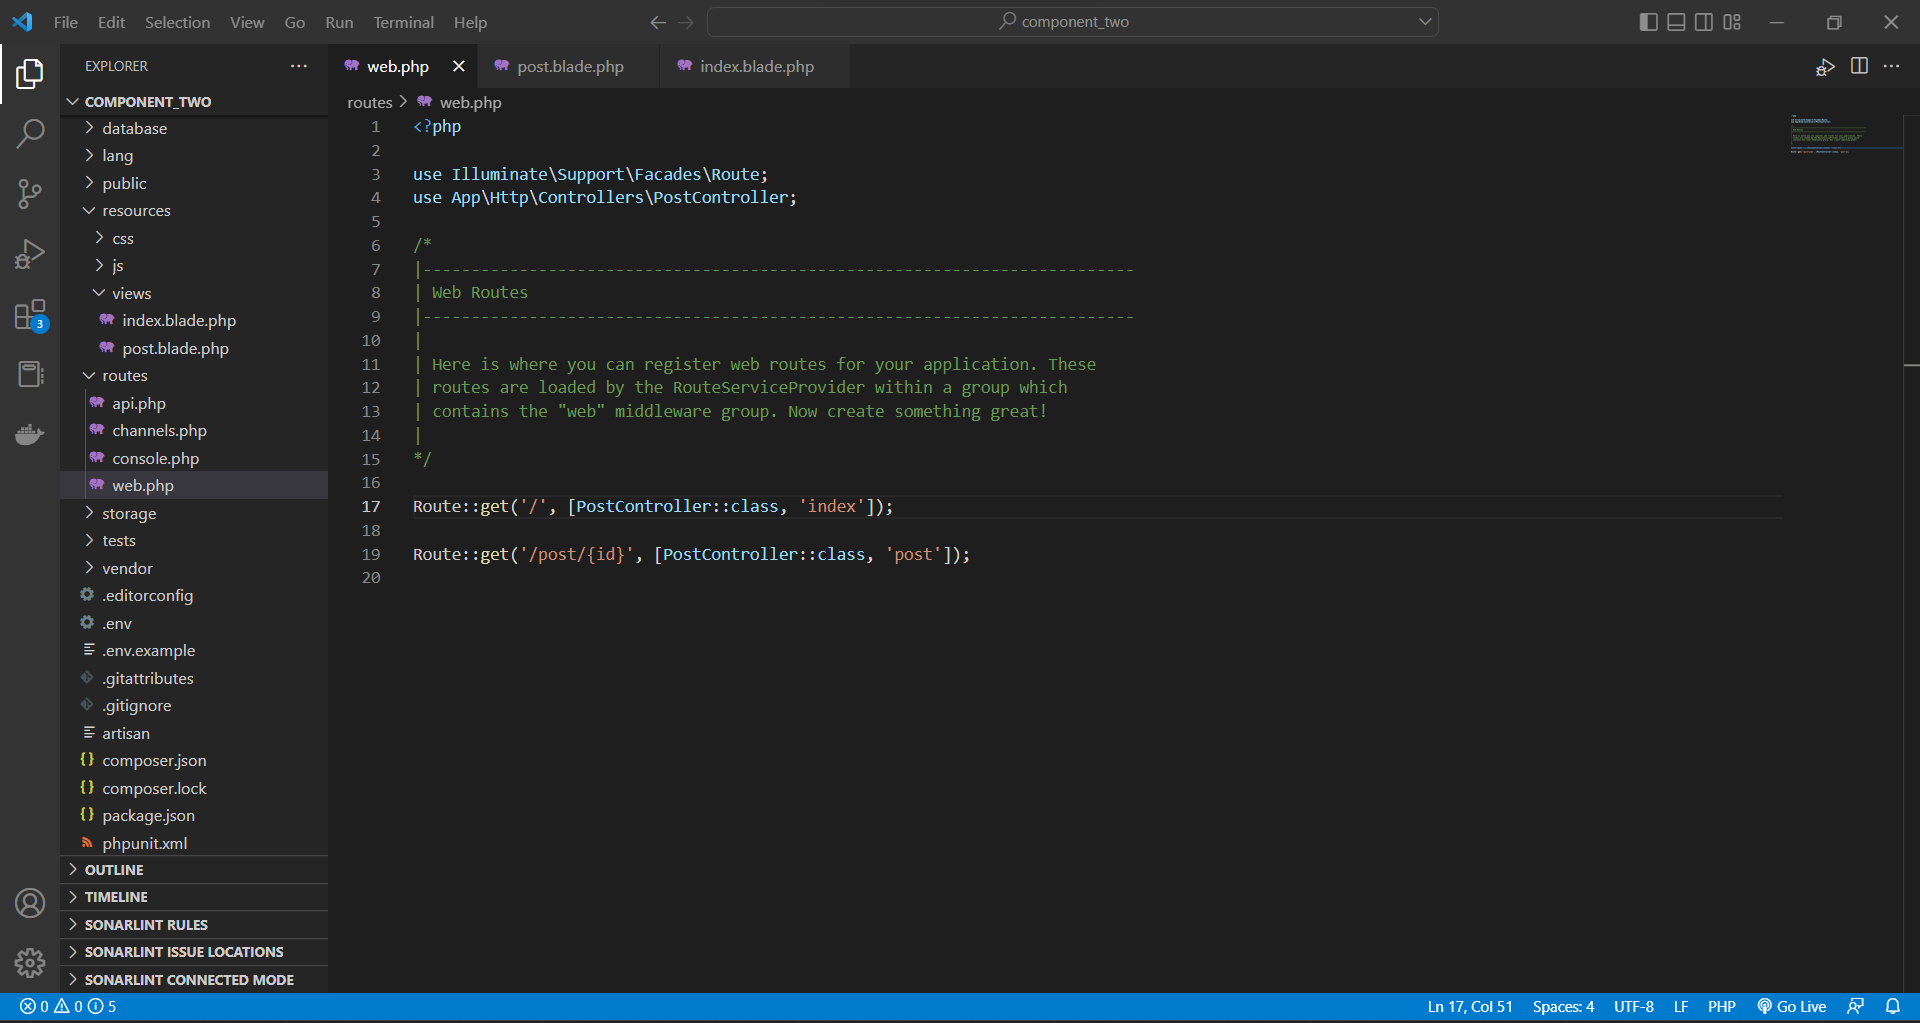 File Edit Selection View Go Run Terminal Help
component_two
EXPLORER
COMPONENT_TWO
database
lang
public
resources
css
js
views
index.blade.php
post.blade.php
routes
api.php
channels.php
console.php
web.php
storage
tests
vendor
.editorconfig
.env
.env.example
.gitattributes
.gitignore
artisan
composer.json
composer.lock
package.json
phpunit.xml
OUTLINE
TIMELINE
SONARLINT RULES
SONARLINT ISSUE LOCATIONS
SONARLINT CONNECTED MODE
3
web.php post.blade.php index.blade.php
routes > web.php
1 <?php
2
3 use Illuminate\Support\Facades\Route;
4 use App\Http\Controllers\PostController;
5
6 /*
7 |--------------------------------------------------------------------------
8 | Web Routes
9 |--------------------------------------------------------------------------
10 |
11 | Here is where you can register web routes for your application. These
12 | routes are loaded by the RouteServiceProvider within a group which
13 | contains the "web" middleware group. Now create something great!
14 |
15 */
16
17 Route::get('/', [PostController::class, 'index']);
18
19 Route::get('/post/{id}', [PostController::class, 'post']);
20
0 0 5 Ln 17, Col 51 Spaces: 4 UTF-8 LF PHP Go Live